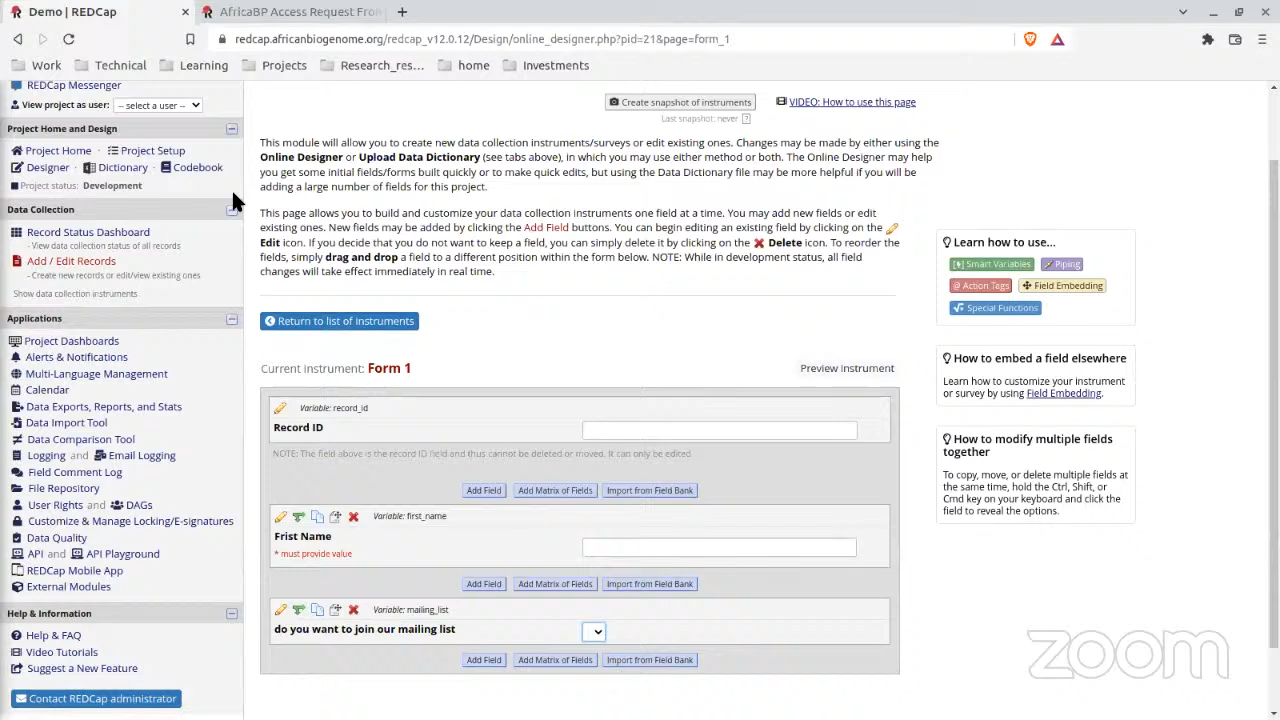 Demo | REDCap
AfricaBP Access Request From
redcap.africanbiogenome.org/redcap_v12.0.12/Design/online_designer.php?pid=21&page=form_1
Work
Technical
Learning
Projects
Research_res...
home
Investments
REDCap Messenger
View project as user: -- select a user --
Project Home and Design
Project Home · Project Setup
Designer · Dictionary · Codebook
Project status: Development
Data Collection
Record Status Dashboard
- View data collection status of all records
Add / Edit Records
- Create new records or edit/view existing ones
Show data collection instruments
Applications
Project Dashboards
Alerts & Notifications
Multi-Language Management
Calendar
Data Exports, Reports, and Stats
Data Import Tool
Data Comparison Tool
Logging and Email Logging
Field Comment Log
File Repository
User Rights and DAGs
Customize & Manage Locking/E-signatures
Data Quality
API and API Playground
REDCap Mobile App
External Modules
Help & Information
Help & FAQ
Video Tutorials
Suggest a New Feature
Contact REDCap administrator
Create snapshot of instruments
VIDEO: How to use this page
Last snapshot: never ?
This module will allow you to create new data collection instruments/surveys or edit existing ones. Changes may be made by either using the
Online Designer or Upload Data Dictionary (see tabs above), in which you may use either method or both. The Online Designer may help
you get some initial fields/forms built quickly or to make quick edits, but using the Data Dictionary file may be more helpful if you will be
adding a large number of fields for this project.
This page allows you to build and customize your data collection instruments one field at a time. You may add new fields or edit
existing ones. New fields may be added by clicking the Add Field buttons. You can begin editing an existing field by clicking on the
Edit icon. If you decide that you do not want to keep a field, you can simply delete it by clicking on the Delete icon. To reorder the
fields, simply drag and drop a field to a different position within the form below. NOTE: While in development status, all field
changes will take effect immediately in real time.
Return to list of instruments
Current instrument: Form 1
Preview instrument
Variable: record_id
Record ID
NOTE: The field above is the record ID field and thus cannot be deleted or moved. It can only be edited.
Add Field
Add Matrix of Fields
Import from Field Bank
Variable: first_name
Frist Name
* must provide value
Add Field
Add Matrix of Fields
Import from Field Bank
Variable: mailing_list
do you want to join our mailing list
Add Field
Add Matrix of Fields
Import from Field Bank
Learn how to use...
[•] Smart Variables
Piping
@ Action Tags
Field Embedding
Special Functions
How to embed a field elsewhere
Learn how to customize your instrument
or survey by using Field Embedding.
How to modify multiple fields
together
To copy, move, or delete multiple fields at
the same time, hold the Ctrl, Shift, or
Cmd key on your keyboard and click the
field to reveal the options.
zoom